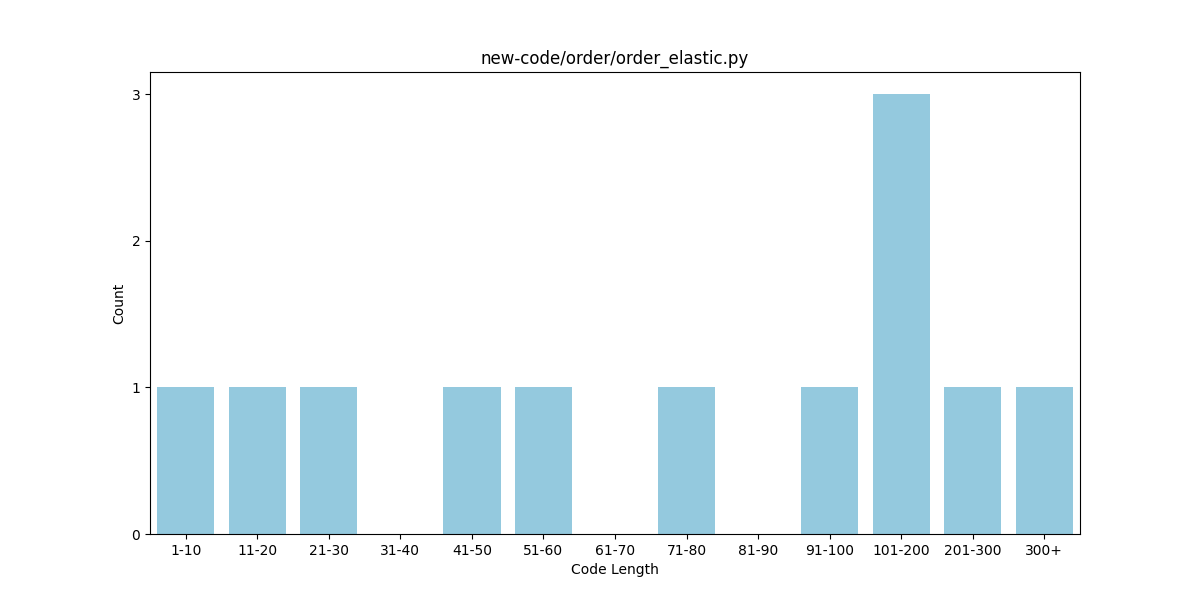 new-code/order/order_elastic.py
3
2
1
0
Count
1-10 11-20 21-30 31-40 41-50 51-60 61-70 71-80 81-90 91-100 101-200 201-300 300+
Code Length